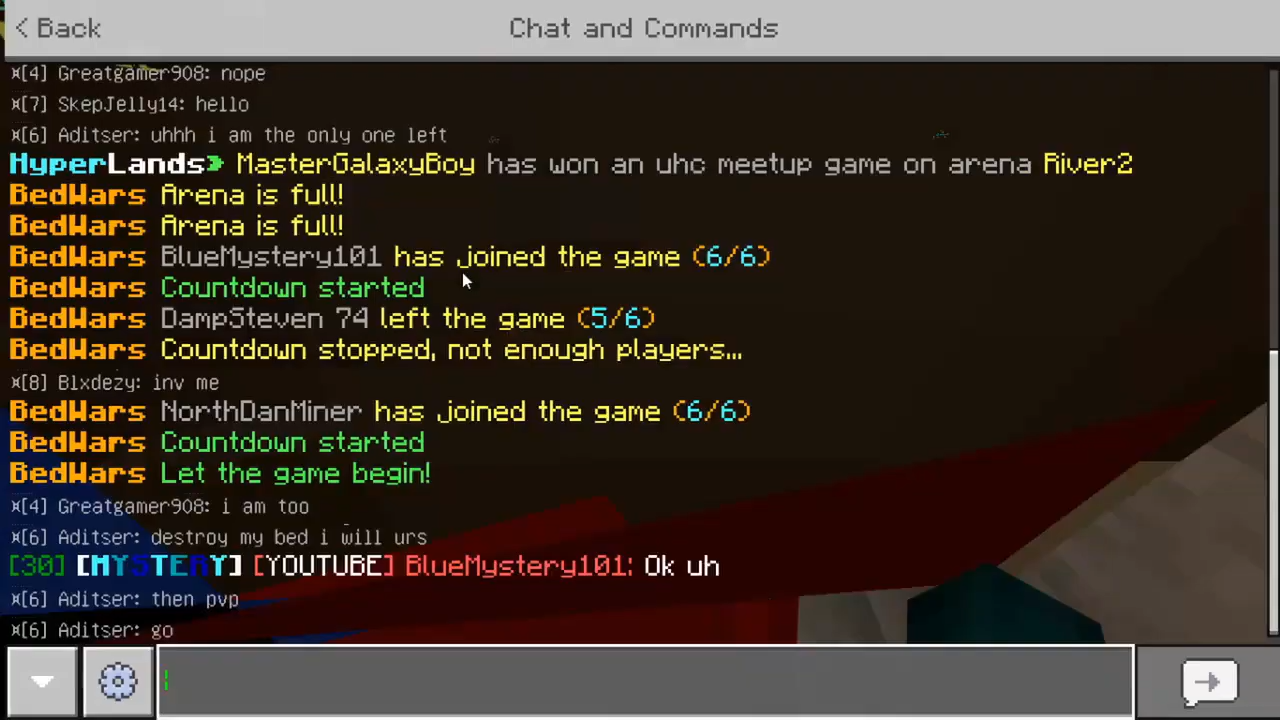 < Back
Chat and Commands
¤[4] Greatgamer908: nope
¤[7] SkepJelly14: hello
¤[6] Aditser: uhhh i am the only one left
HyperLands> MasterGalaxyBoy has won an uhc meetup game on arena River2
BedWars Arena is full!
BedWars Arena is full!
BedWars BlueMystery101 has joined the game (6/6)
BedWars Countdown started
BedWars DampSteven 74 left the game (5/6)
BedWars Countdown stopped, not enough players...
¤[8] Blxdezy: inv me
BedWars NorthDanMiner has joined the game (6/6)
BedWars Countdown started
BedWars Let the game begin!
¤[4] Greatgamer908: i am too
¤[6] Aditser: destroy my bed i will urs
[30] [MYSTERY] [YOUTUBE] BlueMystery101: Ok uh
¤[6] Aditser: then pvp
¤[6] Aditser: go